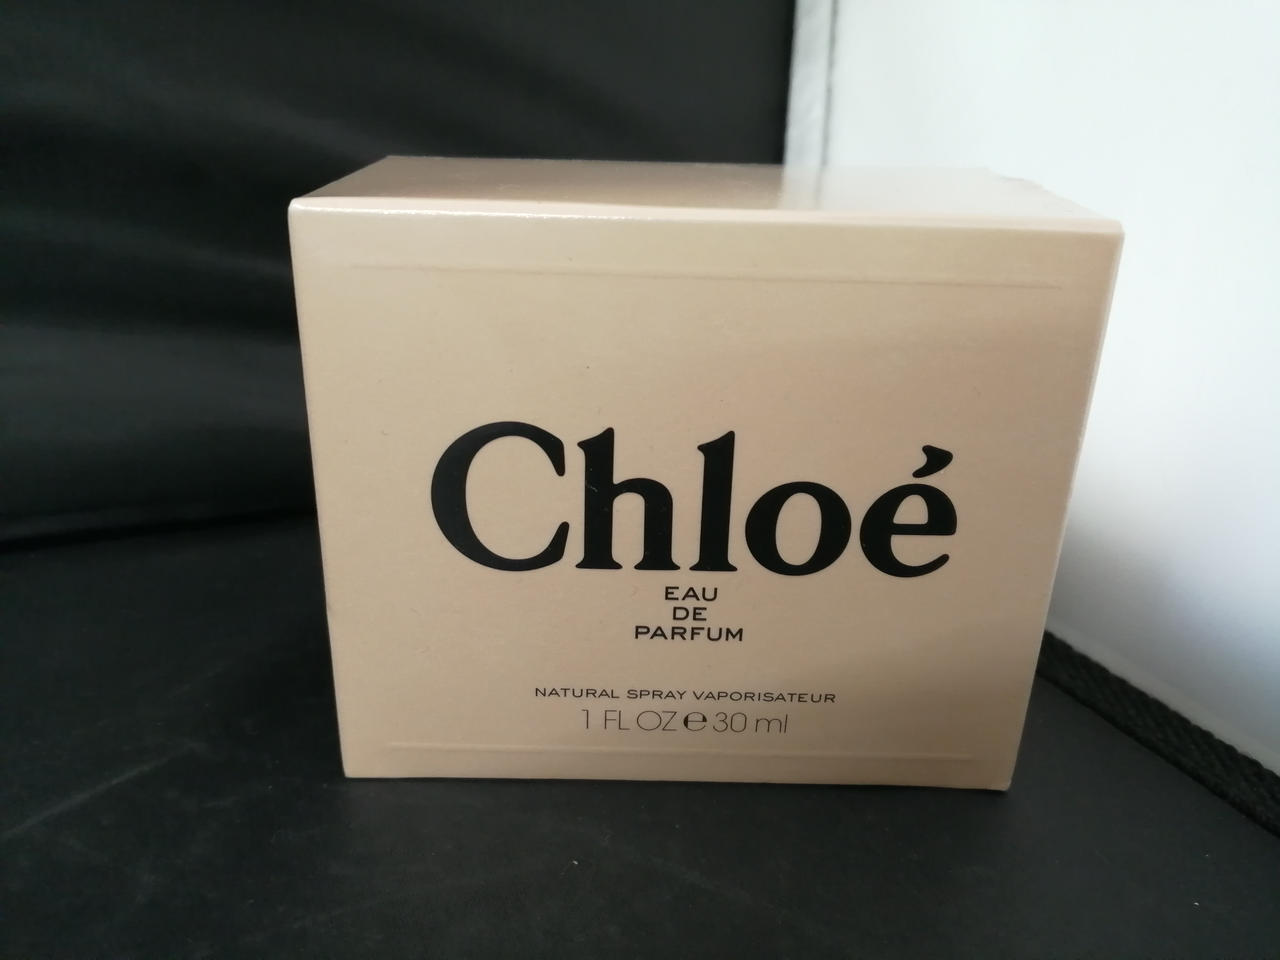 Chloé
EAU
DE
PARFUM
NATURAL SPRAY VAPORISATEUR
1 FL OZ e 30 ml